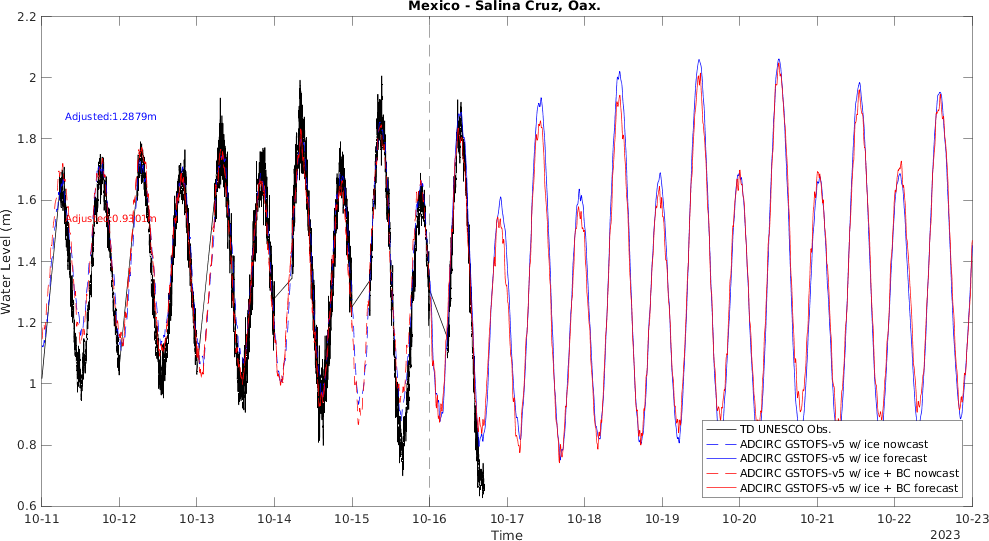 Mexico - Salina Cruz, Oax.
2.2
2
1.8
1.6
1.4
1.2
1
0.8
0.6
Water Level (m)
Adjusted:1.2879m
Adjusted:0.9301m
TD UNESCO Obs.
ADCIRC GSTOFS-v5 w/ ice nowcast
ADCIRC GSTOFS-v5 w/ ice forecast
ADCIRC GSTOFS-v5 w/ ice + BC nowcast
ADCIRC GSTOFS-v5 w/ ice + BC forecast
10-11 10-12 10-13 10-14 10-15 10-16 10-17 10-18 10-19 10-20 10-21 10-22 10-23
Time
2023